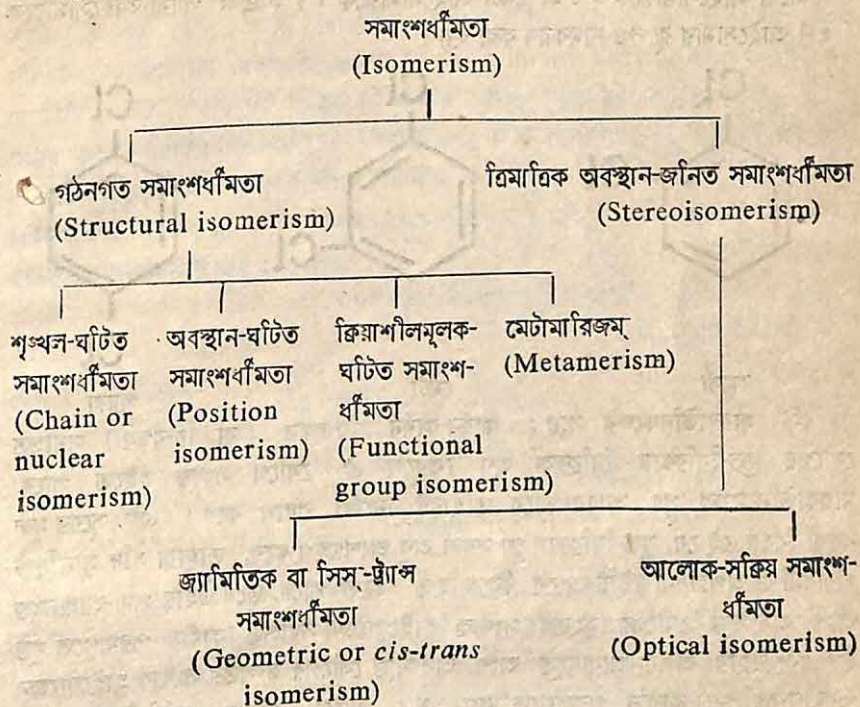 সমাংশধর্মিতা
(Isomerism)
গঠনগত সমাংশধর্মিতা
(Structural isomerism)
ত্রিমাত্রিক অবস্থান-জনিত সমাংশধর্মিতা
(Stereoisomerism)
শৃঙ্খল-ঘটিত
সমাংশধর্মিতা
(Chain or
nuclear
isomerism)
অবস্থান-ঘটিত
সমাংশধর্মিতা
(Position
isomerism)
ক্রিয়াশীলমূলক-
ঘটিত সমাংশ-
ধর্মিতা
(Functional
group isomerism)
মেটামারিজম্
(Metamerism)
জ্যামিতিক বা সিস্-ট্রান্স
সমাংশধর্মিতা
(Geometric or cis-trans
isomerism)
আলোক-সক্রিয় সমাংশ-
ধর্মিতা
(Optical isomerism)